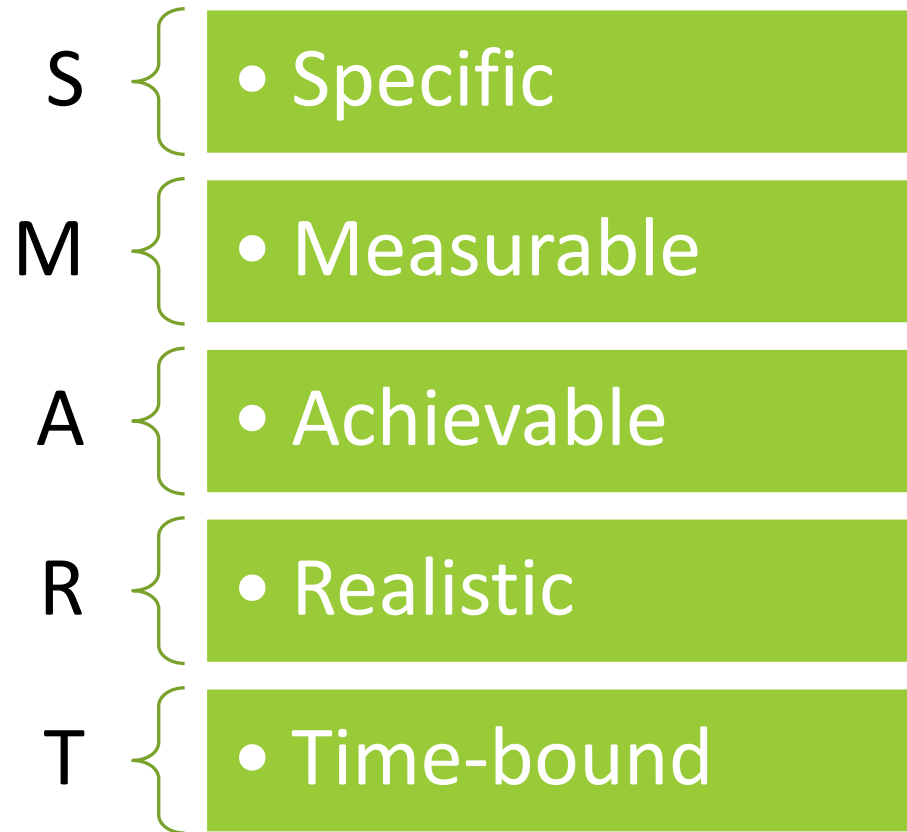 S • Specific
M • Measurable
A • Achievable
R • Realistic
T • Time-bound